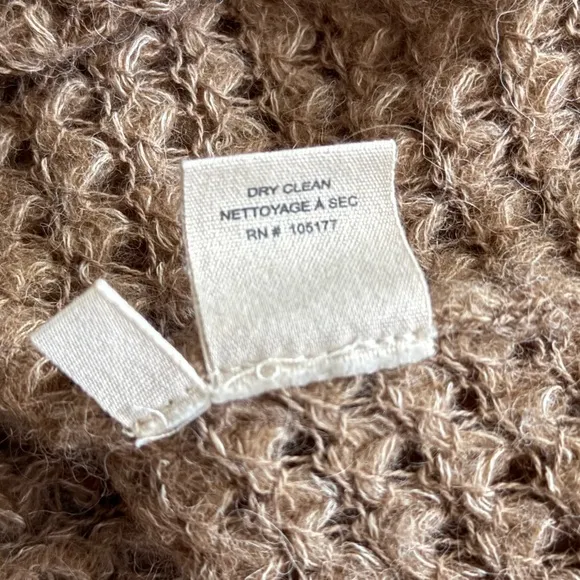 DRY CLEAN
NETTOYAGE À SEC
RN # 105177